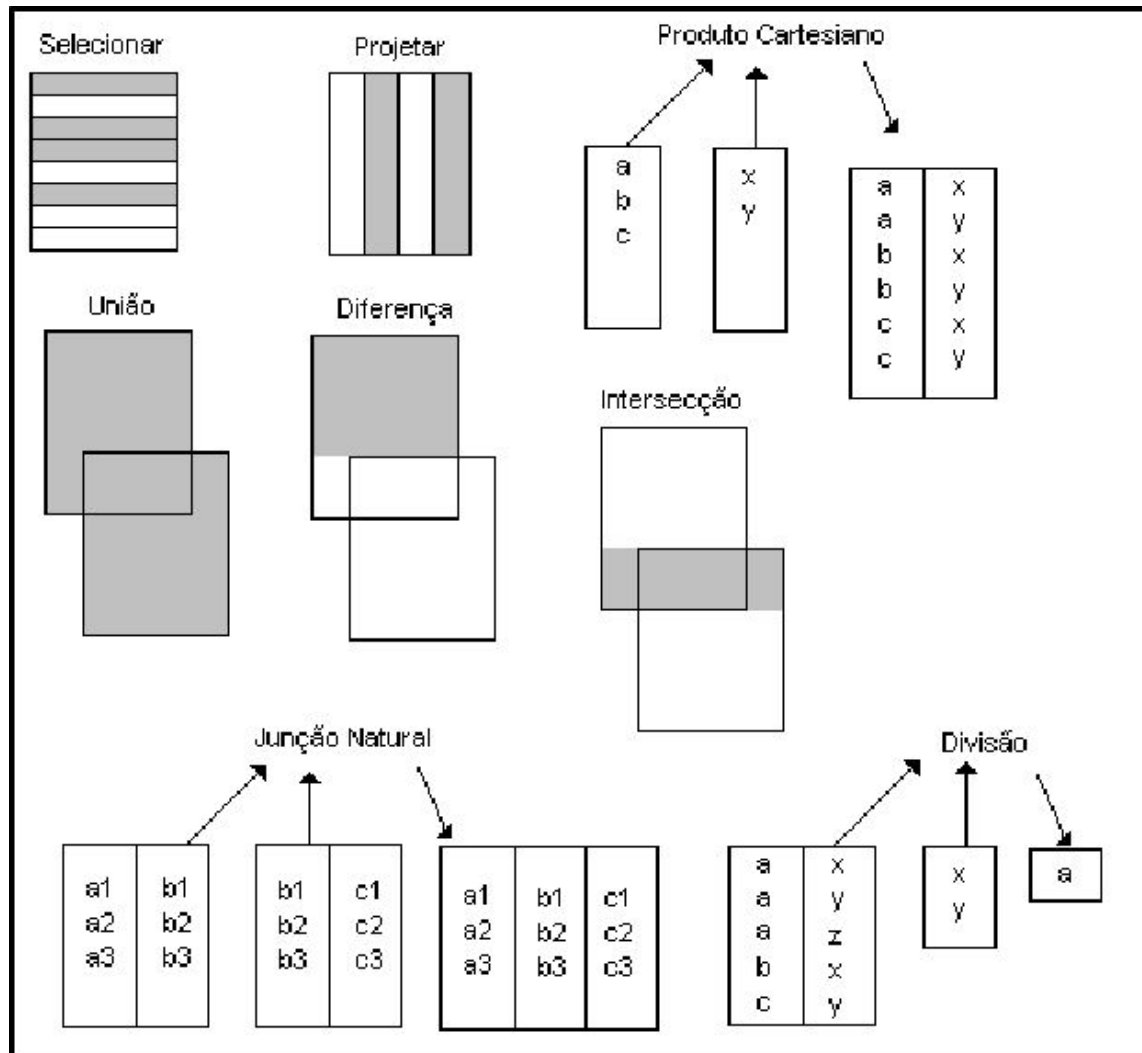 Selecionar
Projetar
Produto Cartesiano
a
b
c
x
y
a x
a y
b x
b y
c x
c y
União
Diferença
Intersecção
Junção Natural
a1 b1
a2 b2
a3 b3
b1 c1
b2 c2
b3 c3
a1 b1 c1
a2 b2 c2
a3 b3 c3
Divisão
a x
a y
a z
b x
c y
x
y
a